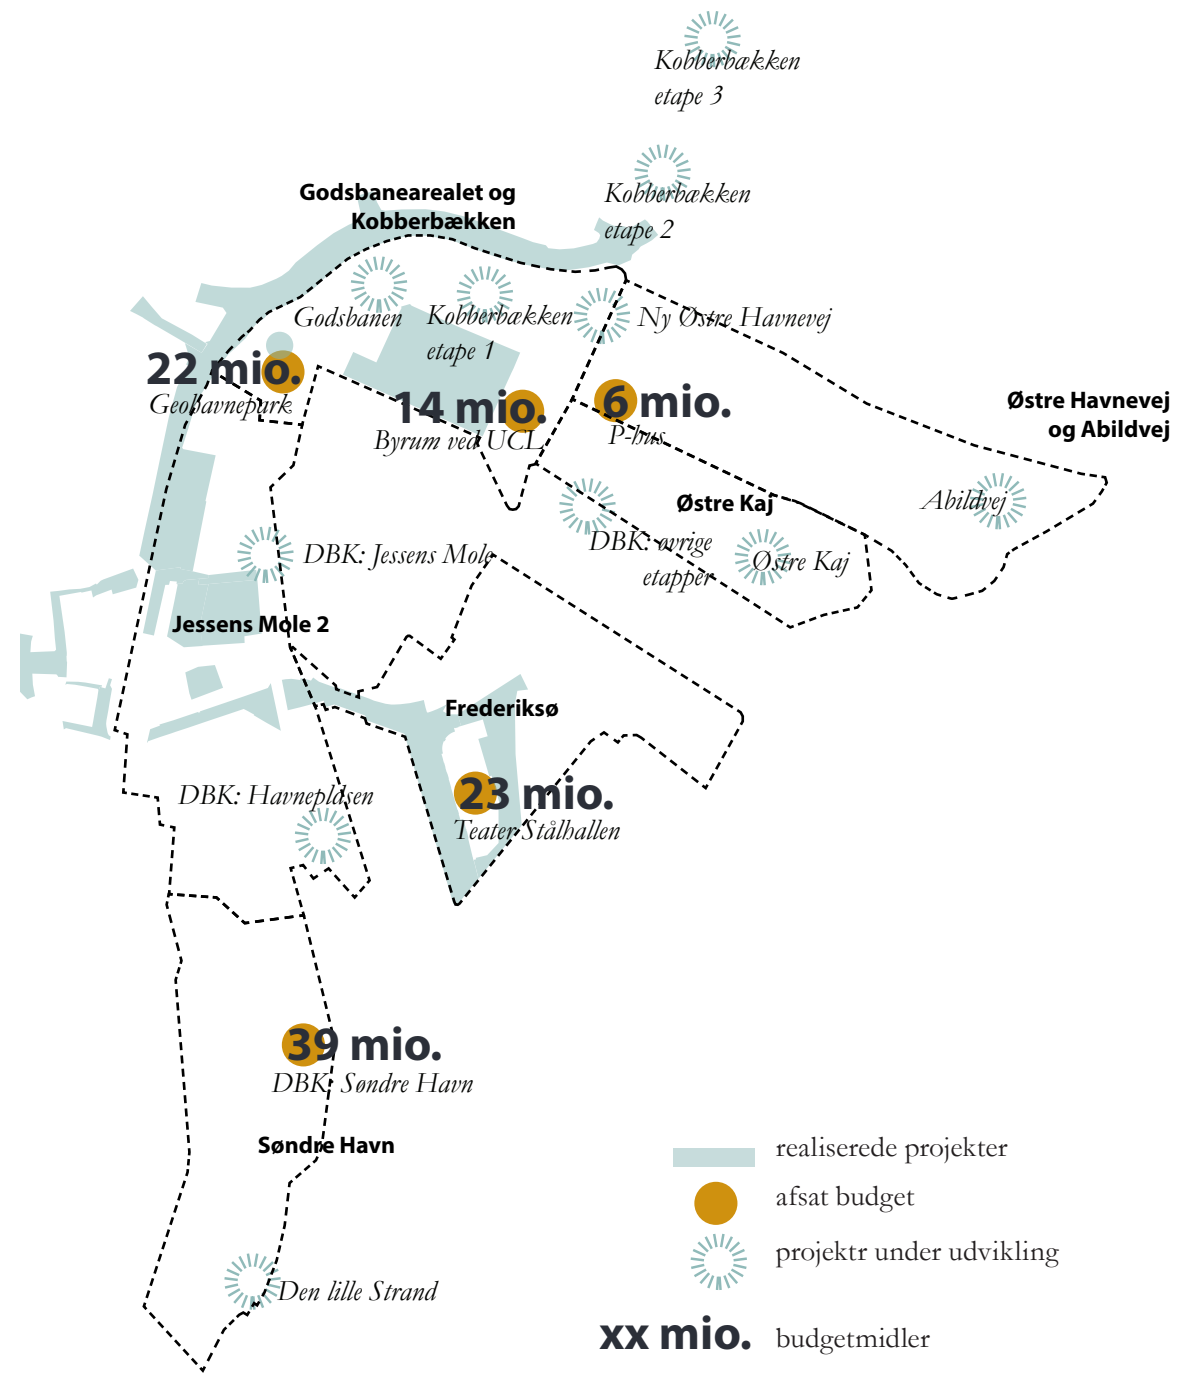 Kobberbækken
etape 3
Kobberbækken
etape 2
Godsbanearealet og
Kobberbækken
Godsbanen
Kobberbækken
etape 1
Ny Østre Havnevej
22 mio.
Geohavnepark
14 mio.
Byrum ved UCL
6 mio.
P-hus
Østre Havnevej
og Abildvej
Abildvej
Østre Kaj
DBK: øvrige
etapper
Østre Kaj
DBK: Jessens Mole
Jessens Mole 2
Frederiksø
23 mio.
Teater Stålhallen
DBK: Havnepldsen
39 mio.
DBK: Søndre Havn
Søndre Havn
Den lille Strand
realiserede projekter
afsat budget
projektr under udvikling
xx mio.
budgetmidler